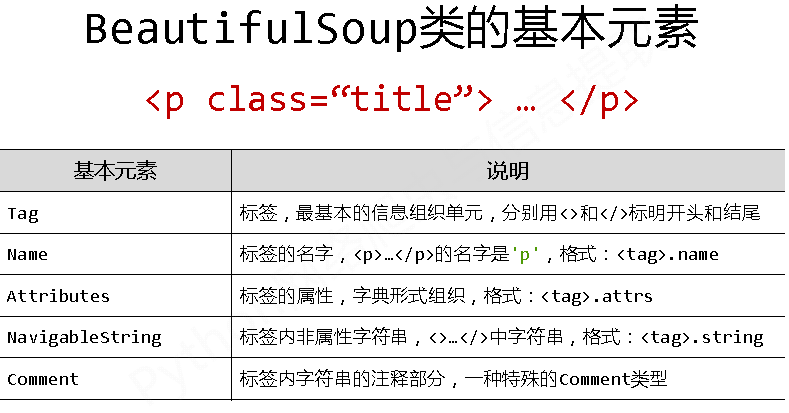 BeautifulSoup类的基本元素
<p class=“title”> … </p>
基本元素 说明
Tag 标签，最基本的信息组织单元，分别用<>和</>标明开头和结尾
Name 标签的名字，<p>…</p>的名字是'p'，格式：<tag>.name
Attributes 标签的属性，字典形式组织，格式：<tag>.attrs
NavigableString 标签内非属性字符串，<>…</>中字符串，格式：<tag>.string
Comment 标签内字符串的注释部分，一种特殊的Comment类型